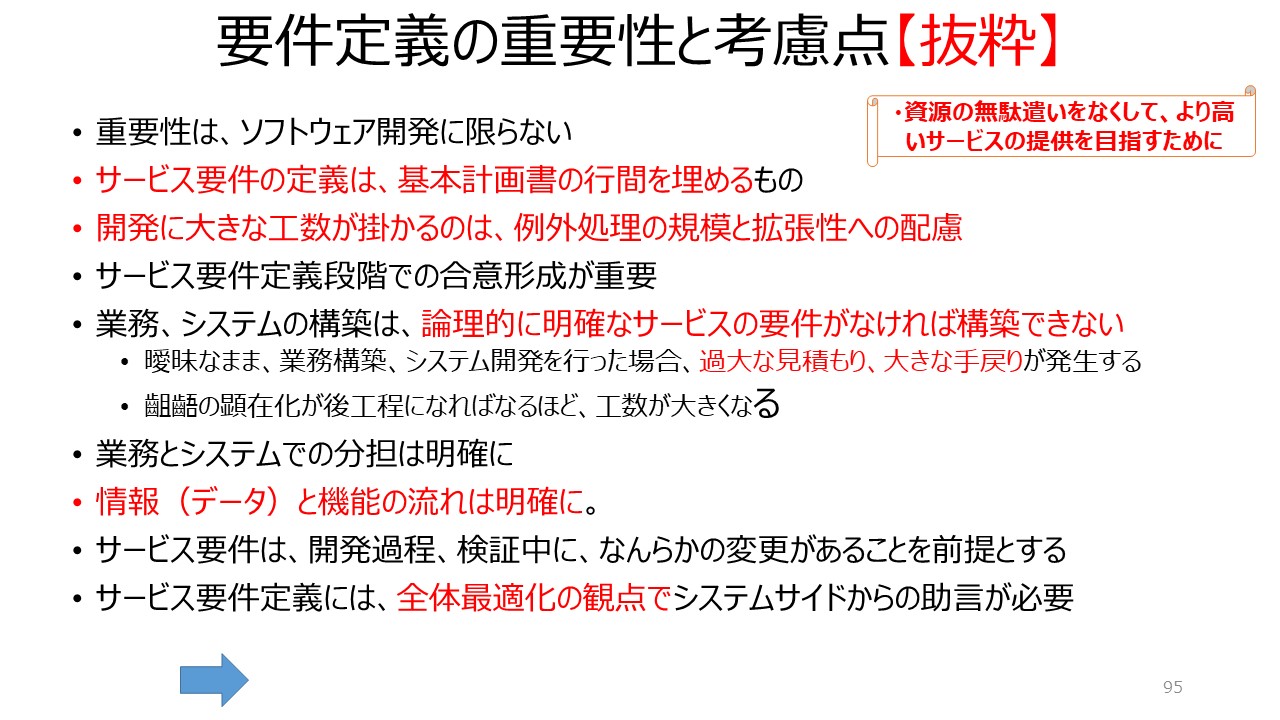 要件定義の重要性と考慮点【抜粋】
・資源の無駄遣いをなくして、より高
いサービスの提供を目指すために
• 重要性は、ソフトウェア開発に限らない
• サービス要件の定義は、基本計画書の行間を埋めるもの
• 開発に大きな工数が掛かるのは、例外処理の規模と拡張性への配慮
• サービス要件定義段階での合意形成が重要
• 業務、システムの構築は、論理的に明確なサービスの要件がなければ構築できない
• 曖昧なまま、業務構築、システム開発を行った場合、過大な見積もり、大きな手戻りが発生する
• 齟齬の顕在化が後工程になればなるほど、工数が大きくなる
• 業務とシステムでの分担は明確に
• 情報（データ）と機能の流れは明確に。
• サービス要件は、開発過程、検証中に、なんらかの変更があることを前提とする
• サービス要件定義には、全体最適化の観点でシステムサイドからの助言が必要
95